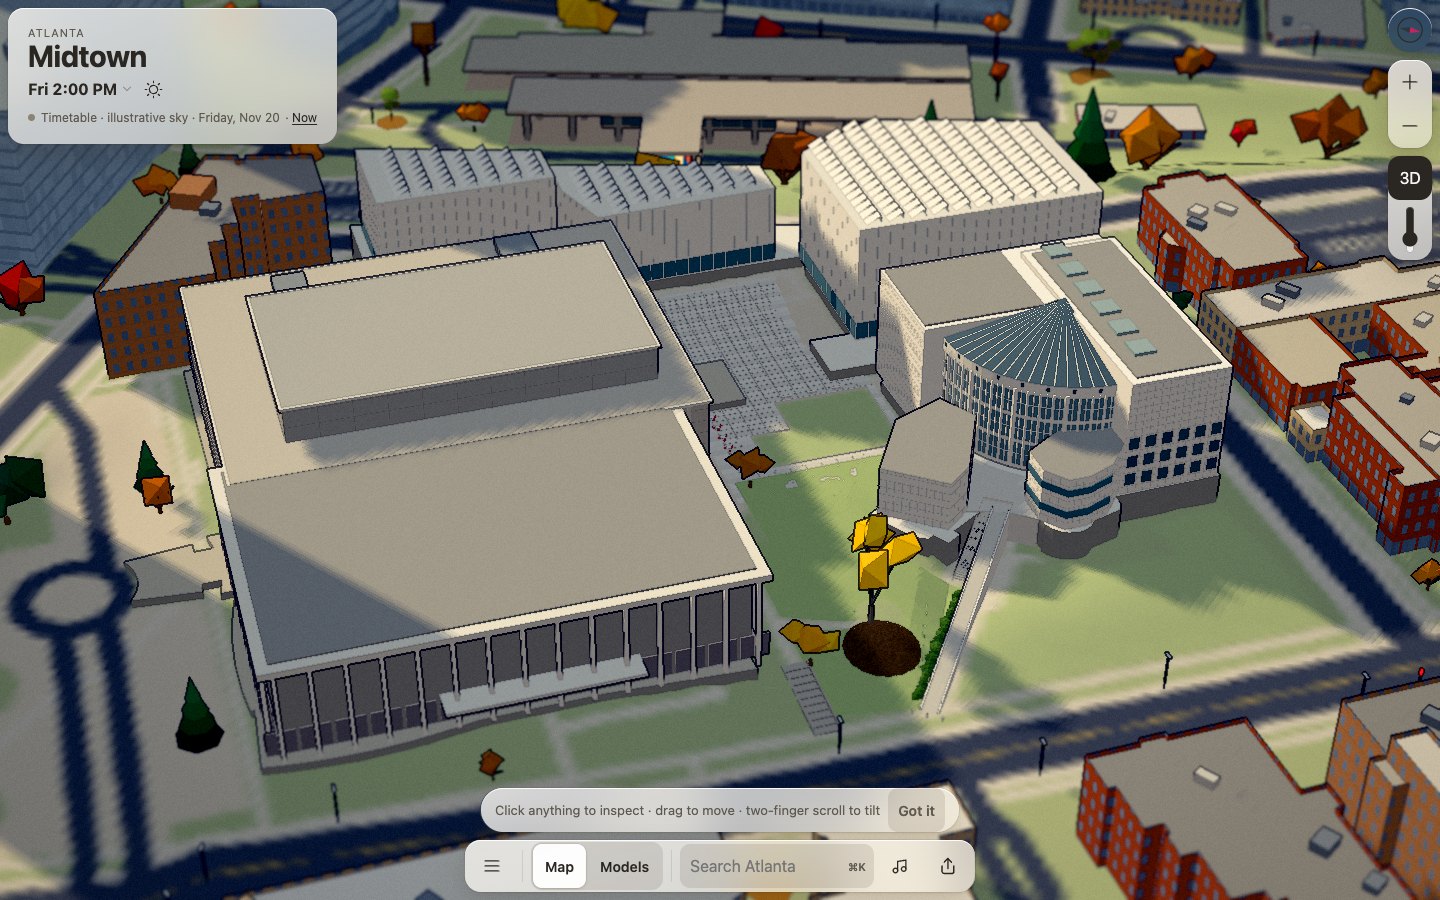 ATLANTA
Midtown
Fri 2:00 PM
Timetable · illustrative sky · Friday, Nov 20 · Now
3D
Click anything to inspect · drag to move · two-finger scroll to tilt
Got it
Map
Models
Search Atlanta
⌘K